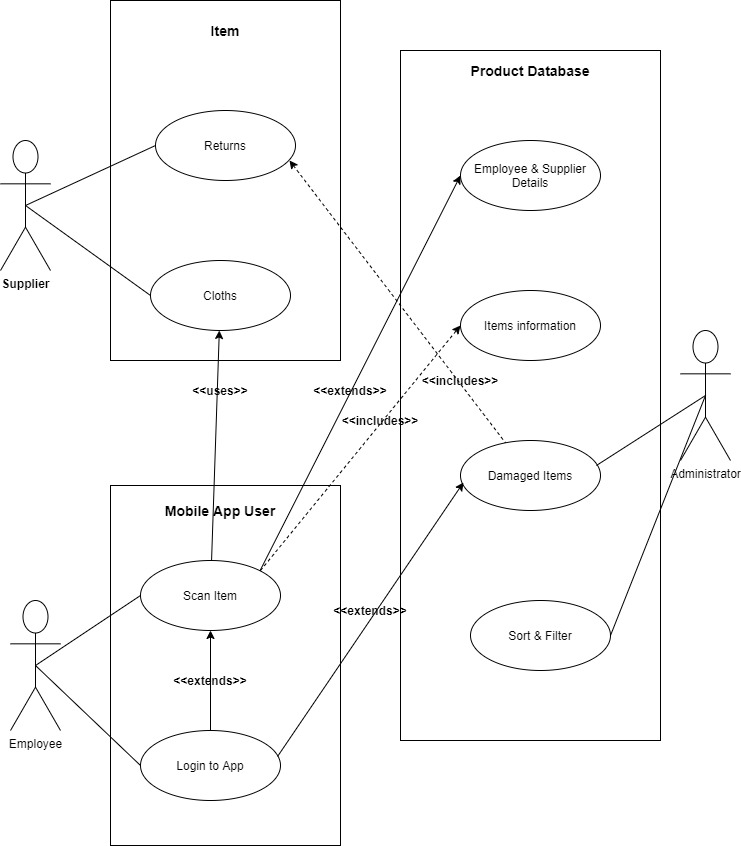 Item
Product Database
Returns
Employee & Supplier
Details
Supplier
Cloths
Items information
<<uses>>
<<extends>>
<<includes>>
<<includes>>
Damaged Items
Administrator
Mobile App User
Scan Item
<<extends>>
Sort & Filter
<<extends>>
Employee
Login to App